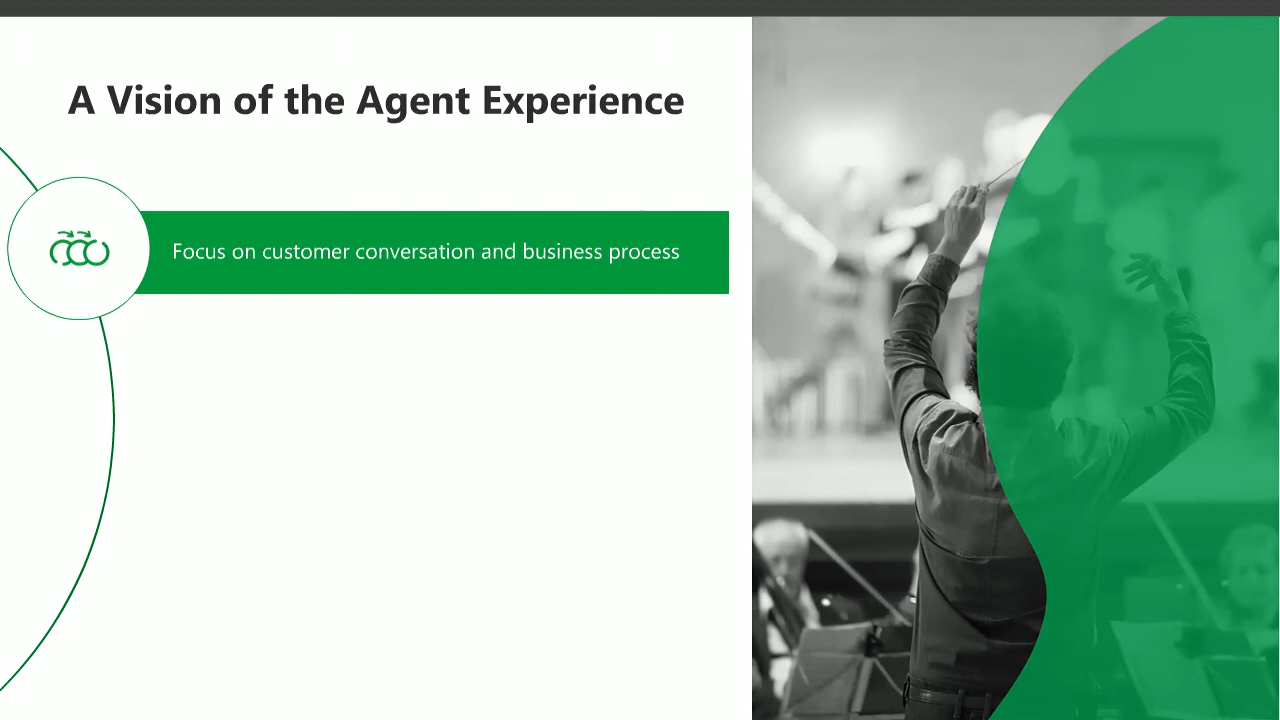 A Vision of the Agent Experience
Focus on customer conversation and business process